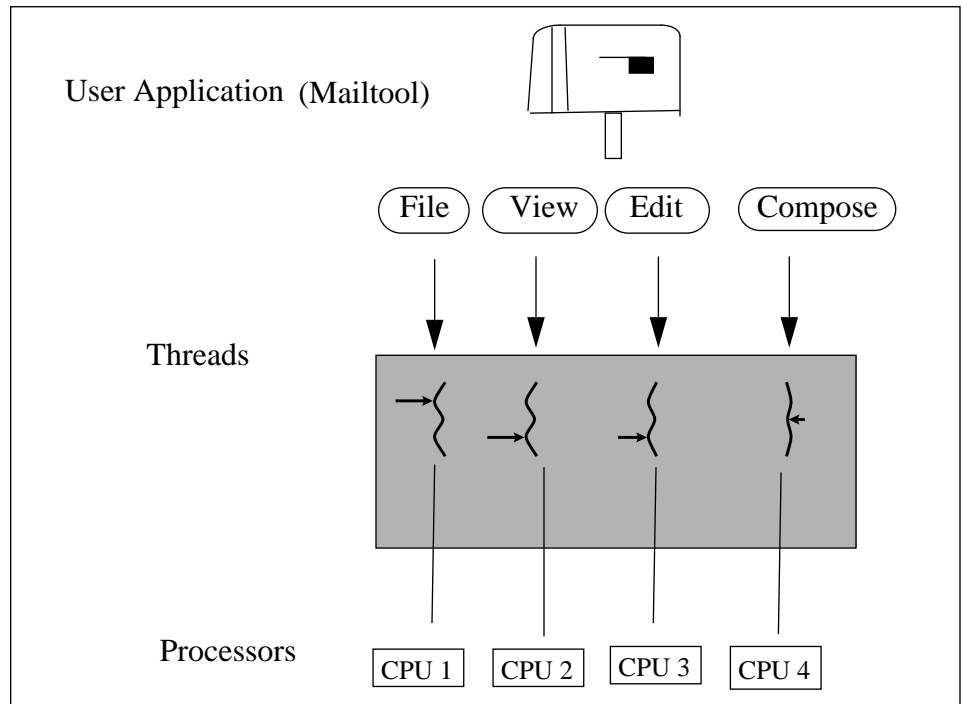 User Application (Mailtool)
File View Edit Compose
Threads
Processors
CPU 1 CPU 2 CPU 3 CPU 4